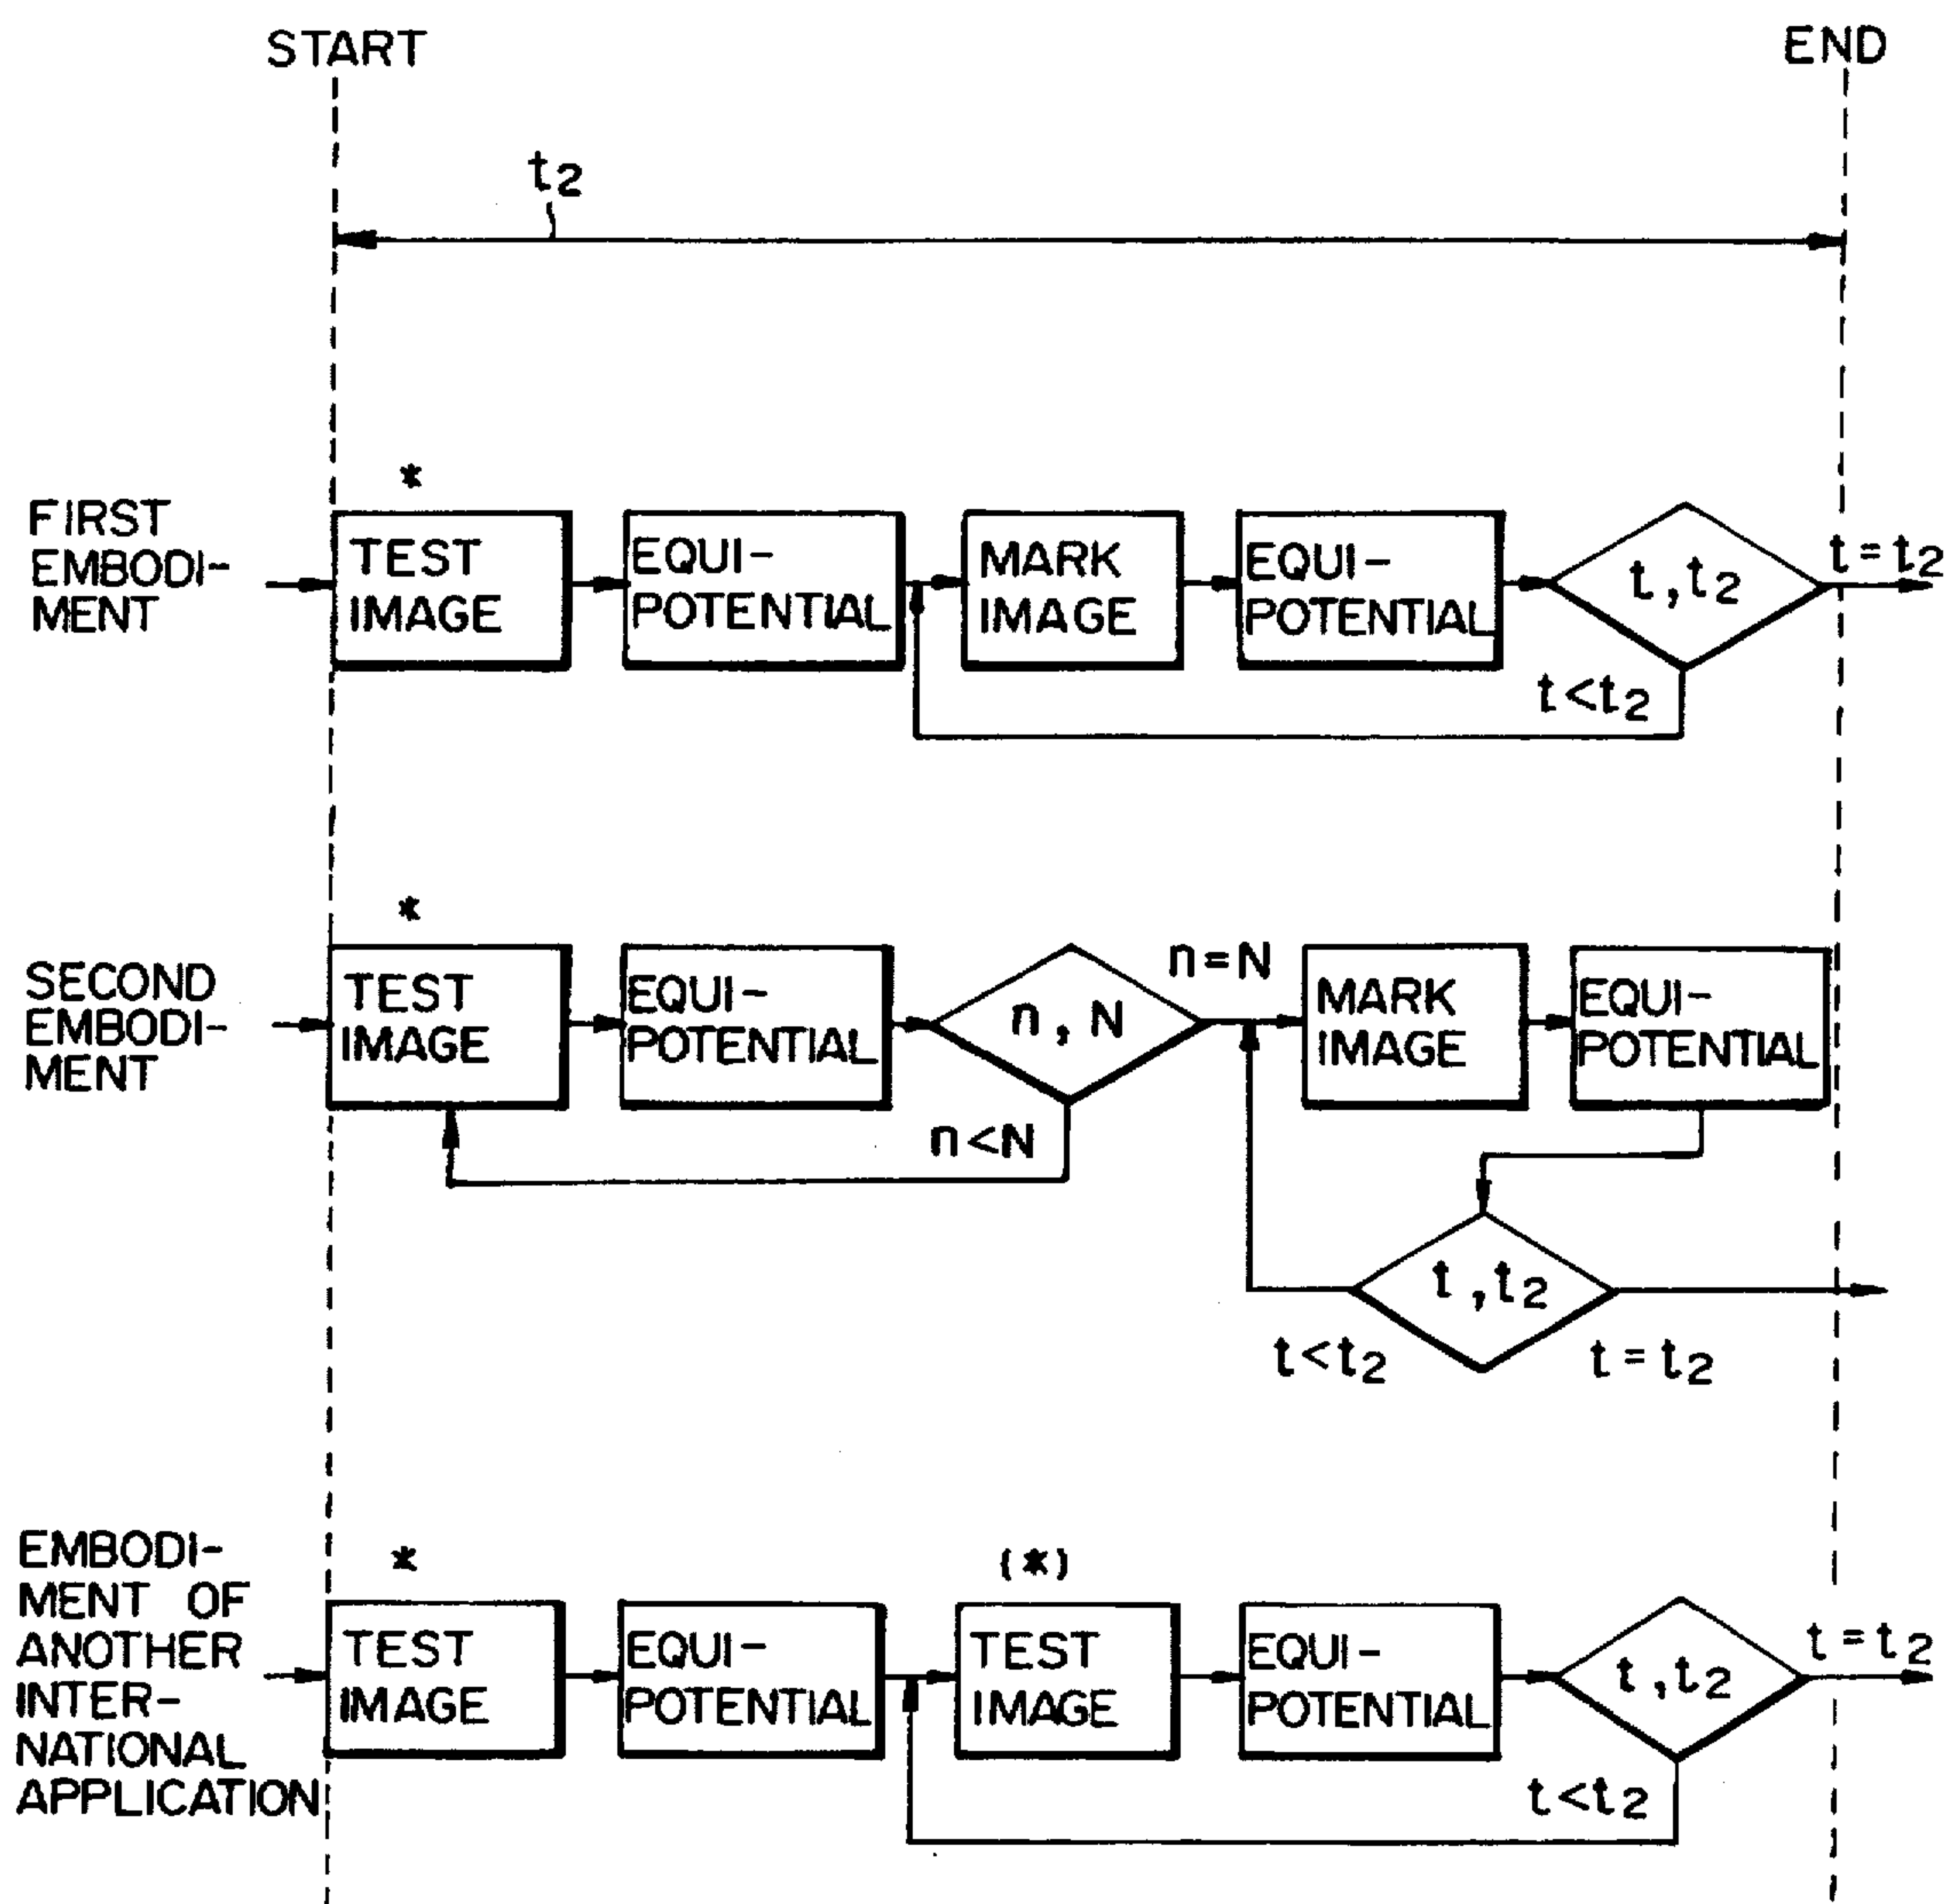 START
END
t2
*
FIRST
EMBODI-
MENT
TEST
IMAGE
EQUI-
POTENTIAL
MARK
IMAGE
EQUI-
POTENTIAL
t,t2
t=t2
t<t2
*
SECOND
EMBODI-
MENT
TEST
IMAGE
EQUI-
POTENTIAL
n, N
n=N
n<N
MARK
IMAGE
EQUI-
POTENTIAL
t,t2
t<t2
t=t2
EMBODI-
MENT OF
ANOTHER
INTER-
NATIONAL
APPLICATION
*
TEST
IMAGE
EQUI-
POTENTIAL
(*)
TEST
IMAGE
EQUI-
POTENTIAL
t,t2
t=t2
t<t2